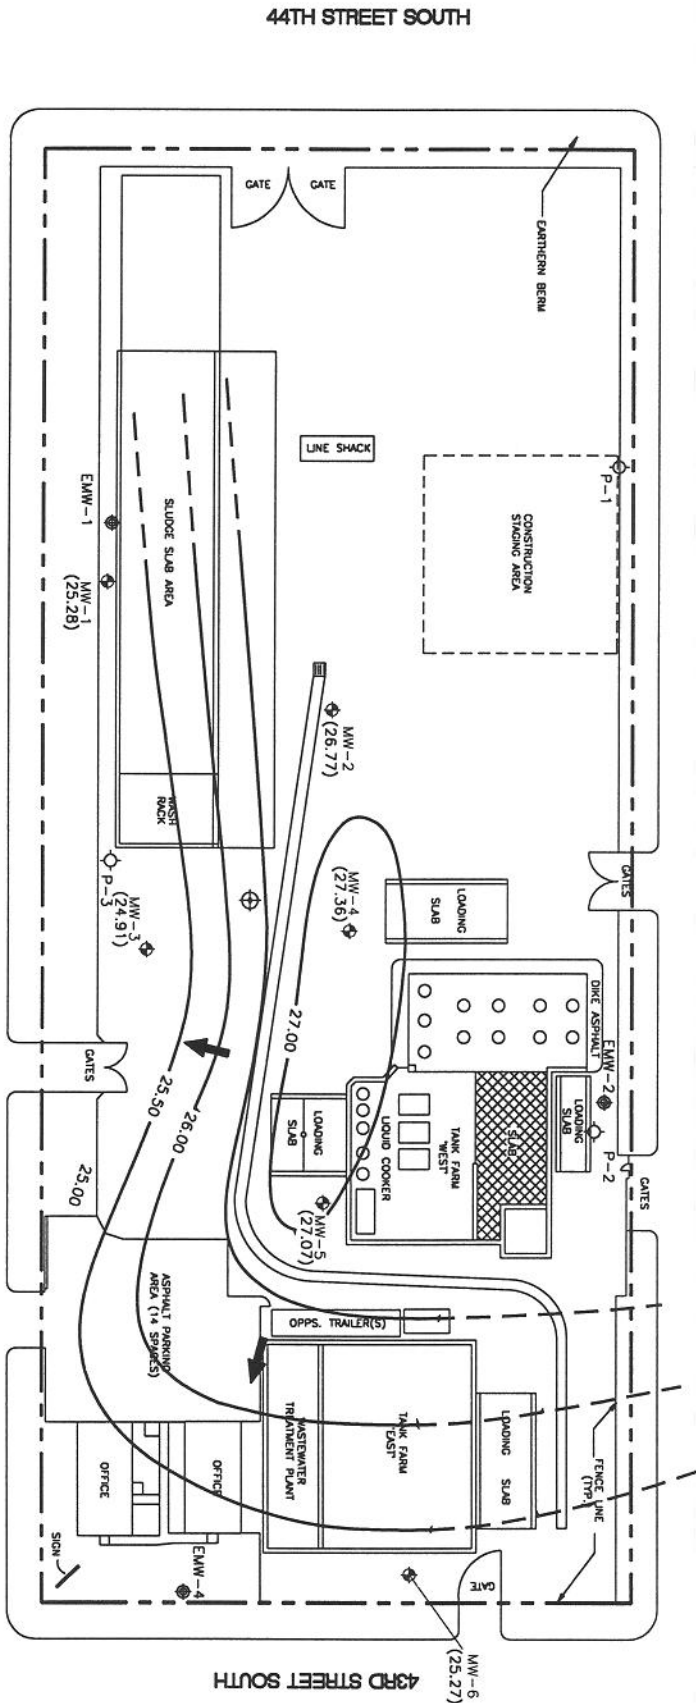 44TH STREET SOUTH
GATE
GATE
EARTHERN BERM
LINE SHACK
P-1
CONSTRUCTION
STAGING AREA
EMW-1
SLUDGE SLAB AREA
MW-1
(25.28)
MW-2
(26.77)
WASH
RACK
P-3
MW-3
(24.91)
MW-4
(27.36)
LOADING
SLAB
GATES
DIKE ASPHALT
27.00
EMW-2
GATES
25.50
26.00
LOADING
SLAB
LIQUID COOKER
TANK FARM
"WEST"
SLAB
LOADING
SLAB
P-2
GATES
25.00
MW-5
(27.07)
ASPHALT PARKING
AREA (14 SPACES)
OPPS. TRAILER(S)
WASTEWATER
TREATMENT PLANT
TANK FARM
"EAST"
LOADING SLAB
FENCE LINE
(TYP.)
OFFICE
OFFICE
SIGN
EMW-4
GATE
MW-6
(25.27)
43RD STREET SOUTH